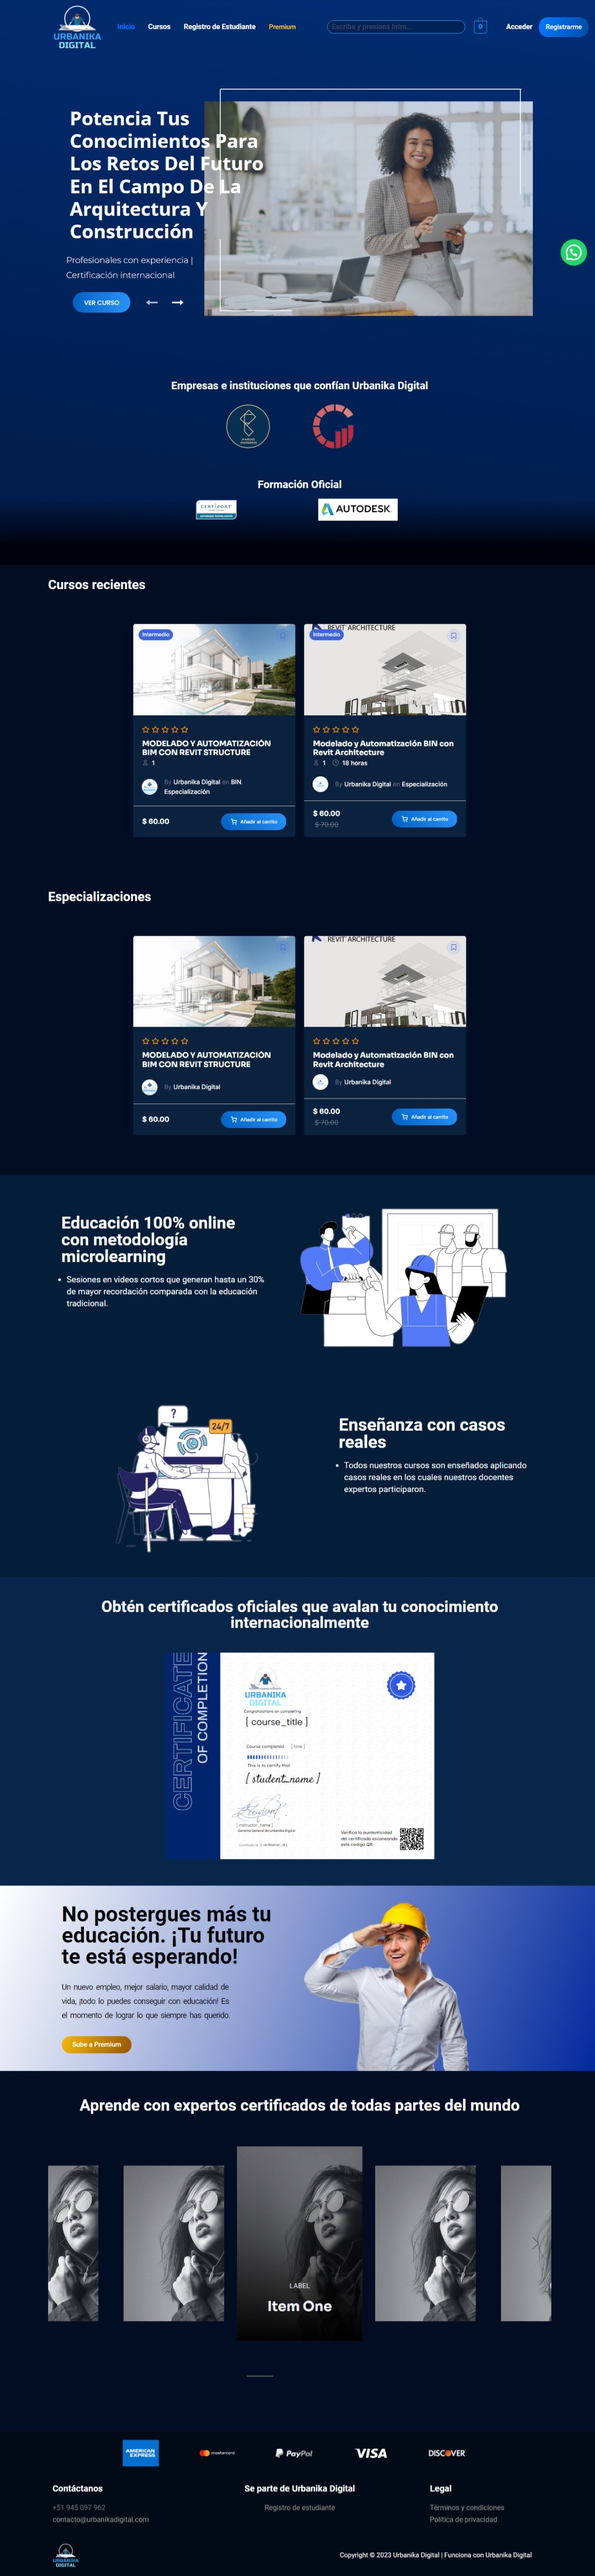 URBANIKA
DIGITAL
Inicio
Cursos
Registro de Estudiante
Premium
Escribe y presiona Intro...
0
Acceder
Registrarme
Potencia Tus
Conocimientos Para
Los Retos Del Futuro
En El Campo De La
Arquitectura Y
Construcción
Profesionales con experiencia |
Certificación internacional
VER CURSO
Empresas e instituciones que confían Urbanika Digital
Formación Oficial
CERTIPORT
AUTODESK
Cursos recientes
Intermedio
MODELADO Y AUTOMATIZACIÓN
BIM CON REVIT STRUCTURE
1
By Urbanika Digital en BIN,
Especialización
$ 60.00
Añadir al carrito
REVIT ARCHITECTURE
Intermedio
Modelado y Automatización BIN con
Revit Architecture
1 18 horas
By Urbanika Digital en Especialización
$ 60.00
$ 70.00
Añadir al carrito
Especializaciones
MODELADO Y AUTOMATIZACIÓN
BIM CON REVIT STRUCTURE
By Urbanika Digital
$ 60.00
Añadir al carrito
REVIT ARCHITECTURE
Modelado y Automatización BIN con
Revit Architecture
By Urbanika Digital
$ 60.00
$ 70.00
Añadir al carrito
Educación 100% online
con metodología
microlearning
• Sesiones en videos cortos que generan hasta un 30%
de mayor recordación comparada con la educación
tradicional.
?
24/7
Enseñanza con casos
reales
• Todos nuestros cursos son enseñados aplicando
casos reales en los cuales nuestros docentes
expertos participaron.
Obtén certificados oficiales que avalan tu conocimiento
internacionalmente
CERTIFICATE
OF COMPLETION
URBANIKA
DIGITAL
Congratulations on completing
[ course_title ]
Course completed [ time ]
This is to certify that
[ student_name ]
[ instructor_name ]
Gerente General de Urbanika Digital
Verifica la auntenticidad
del certificado escaneando
este codigo QR
No postergues más tu
educación. ¡Tu futuro
te está esperando!
Un nuevo empleo, mejor salario, mayor calidad de
vida, ¡todo lo puedes conseguir con educación! Es
el momento de lograr lo que siempre has querido.
Sube a Premium
Aprende con expertos certificados de todas partes del mundo
LABEL
Item One
AMERICAN
EXPRESS
mastercard
PayPal
VISA
DISCOVER
Contáctanos
+51 945 097 962
contacto@urbanikadigital.com
Se parte de Urbanika Digital
Registro de estudiante
Legal
Términos y condiciones
Política de privacidad
URBANIKA
DIGITAL
Copyright © 2023 Urbanika Digital | Funciona con Urbanika Digital